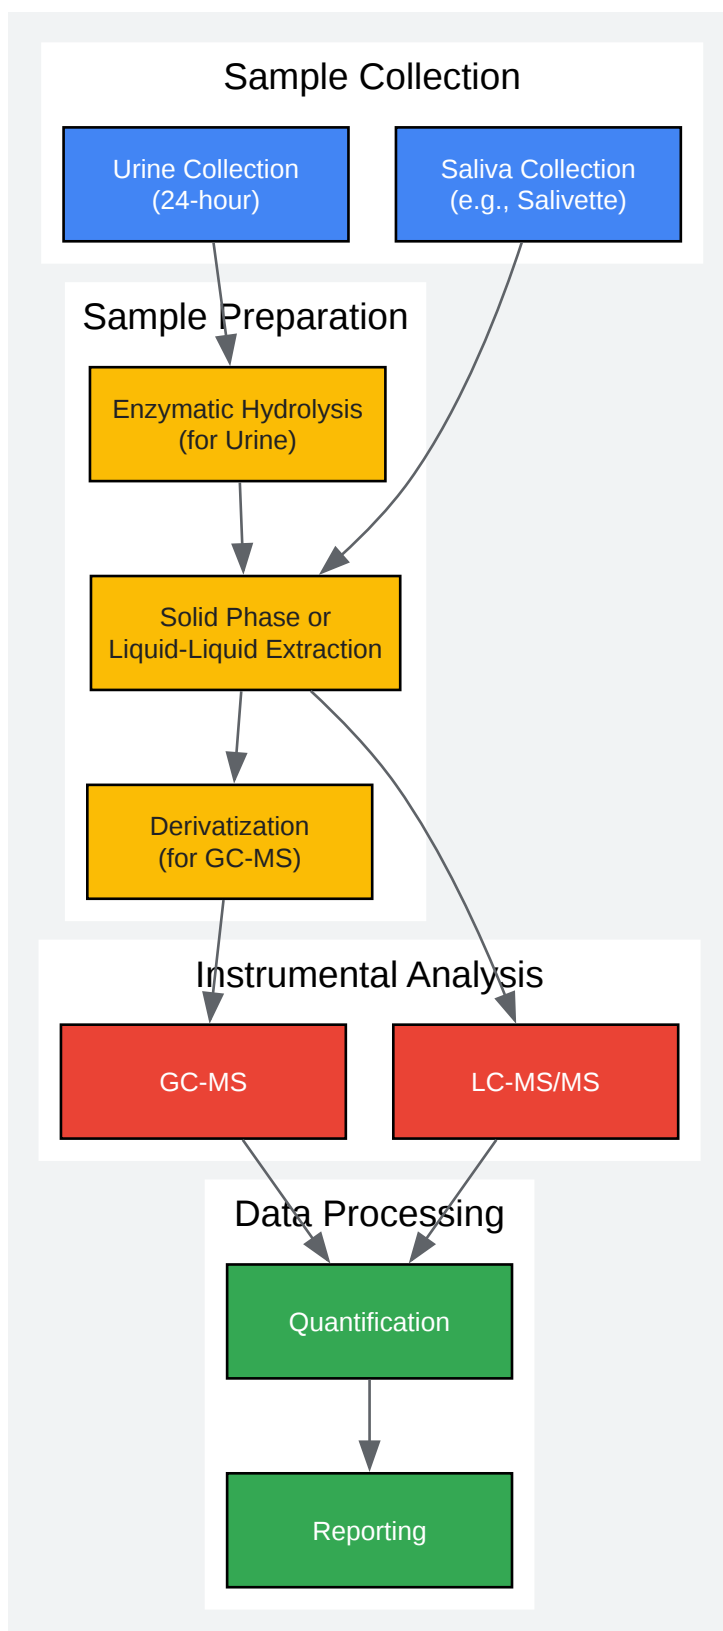 Sample Collection
Urine Collection
(24-hour)
Saliva Collection
(e.g., Salivette)
Sample Preparation
Enzymatic Hydrolysis
(for Urine)
Solid Phase or
Liquid-Liquid Extraction
Derivatization
(for GC-MS)
Instrumental Analysis
GC-MS
LC-MS/MS
Data Processing
Quantification
Reporting